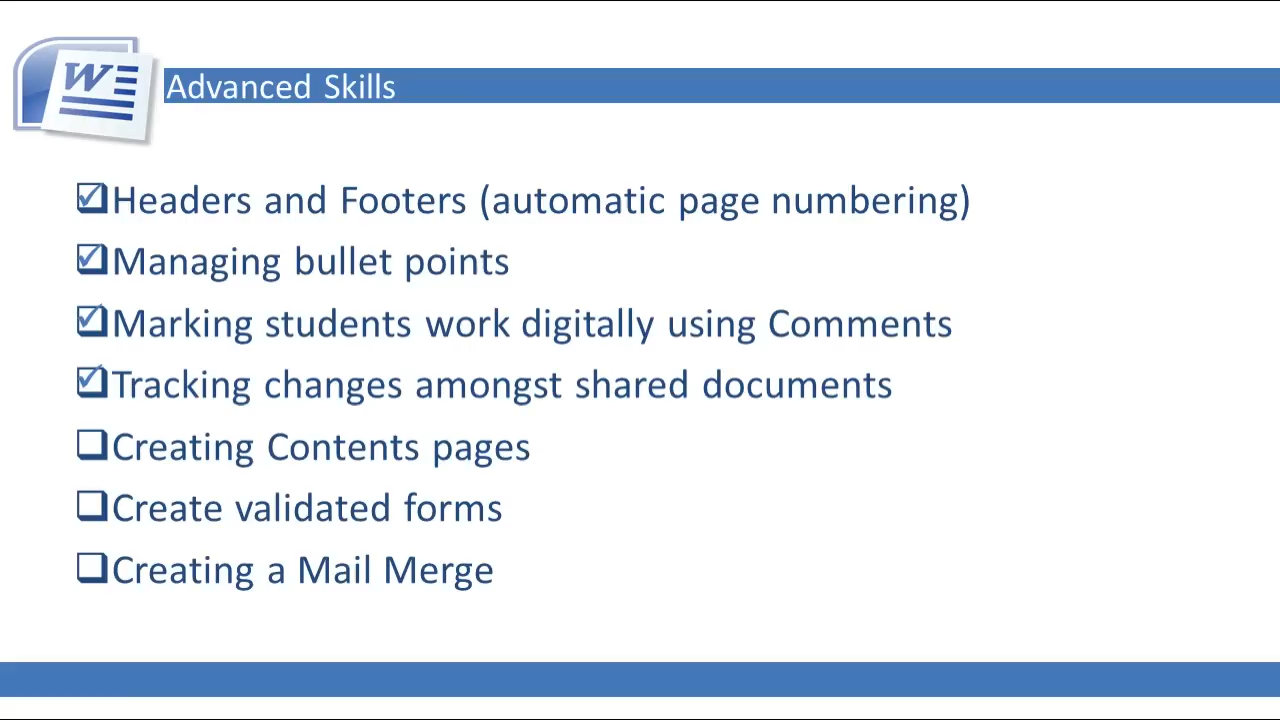 W
Advanced Skills
Headers and Footers (automatic page numbering)
Managing bullet points
Marking students work digitally using Comments
Tracking changes amongst shared documents
Creating Contents pages
Create validated forms
Creating a Mail Merge